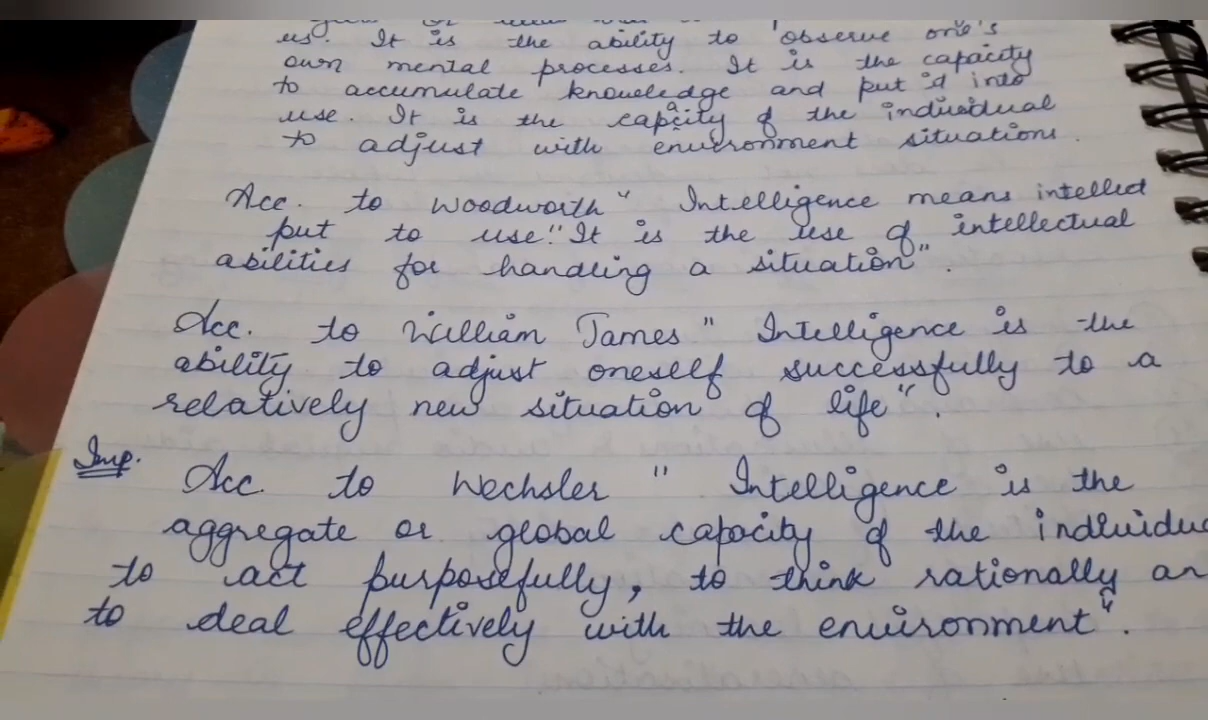 us. It is the ability to observe one's
own mental processes. It is the capacity
to accumulate knowledge and put it into
use. It is the capacity of the individual
to adjust with environment situations.
Acc. to Woodworth " Intelligence means intellect
put to use." It is the use of intellectual
abilities for handling a situation".
Acc. to William James " Intelligence is the
ability to adjust oneself successfully to a
relatively new situation of life".
Imp.
Acc. to Wechsler " Intelligence is the
aggregate or global capacity of the individu
to act purposefully, to think rationally an
to deal effectively with the environment".